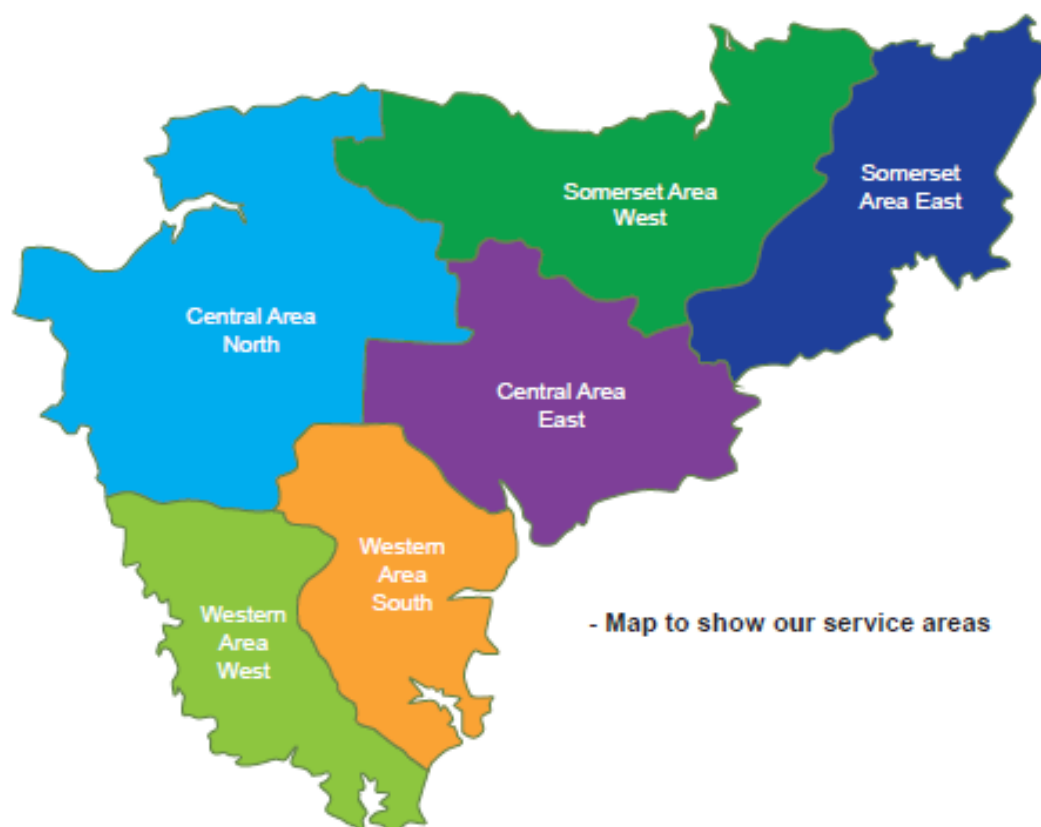 Somerset Area
West
Somerset
Area East
Central Area
North
Central Area
East
Western
Area
South
Western
Area
West
- Map to show our service areas